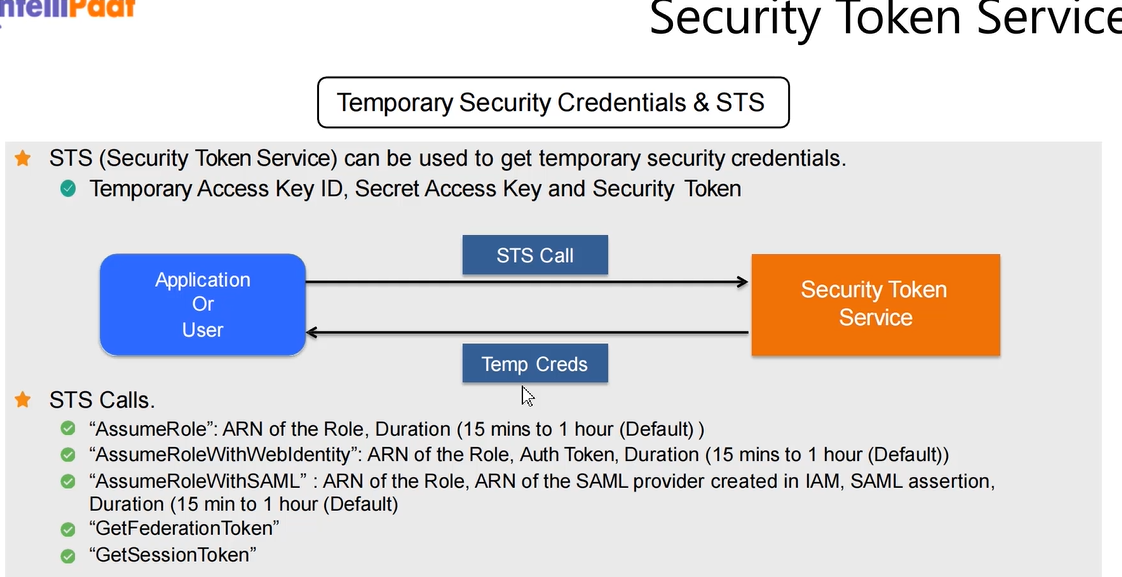 ntelliPaat
Security Token Service
Temporary Security Credentials & STS
STS (Security Token Service) can be used to get temporary security credentials.
Temporary Access Key ID, Secret Access Key and Security Token
STS Call
Application
Or
User
Security Token
Service
Temp Creds
STS Calls.
“AssumeRole”: ARN of the Role, Duration (15 mins to 1 hour (Default) )
“AssumeRoleWithWebIdentity”: ARN of the Role, Auth Token, Duration (15 mins to 1 hour (Default))
“AssumeRoleWithSAML” : ARN of the Role, ARN of the SAML provider created in IAM, SAML assertion,
Duration (15 min to 1 hour (Default)
“GetFederationToken”
“GetSessionToken”